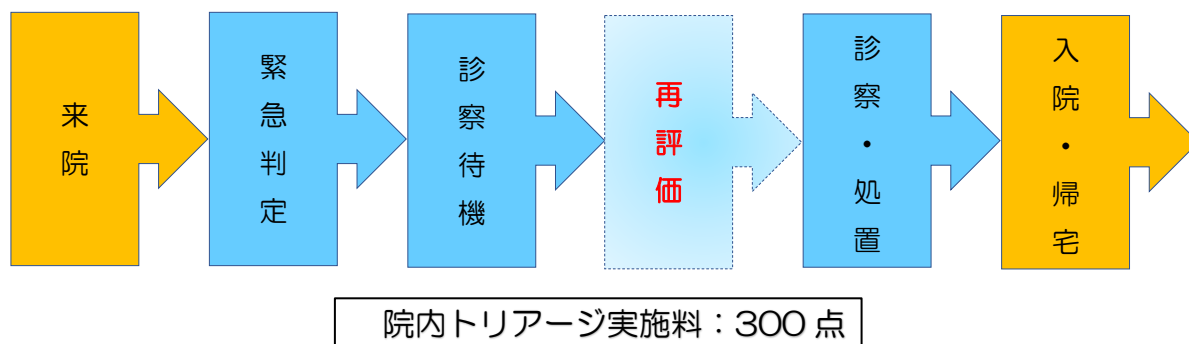 来院
緊急判定
診察待機
再評価
診察・処置
入院・帰宅
院内トリアージ実施料:300点